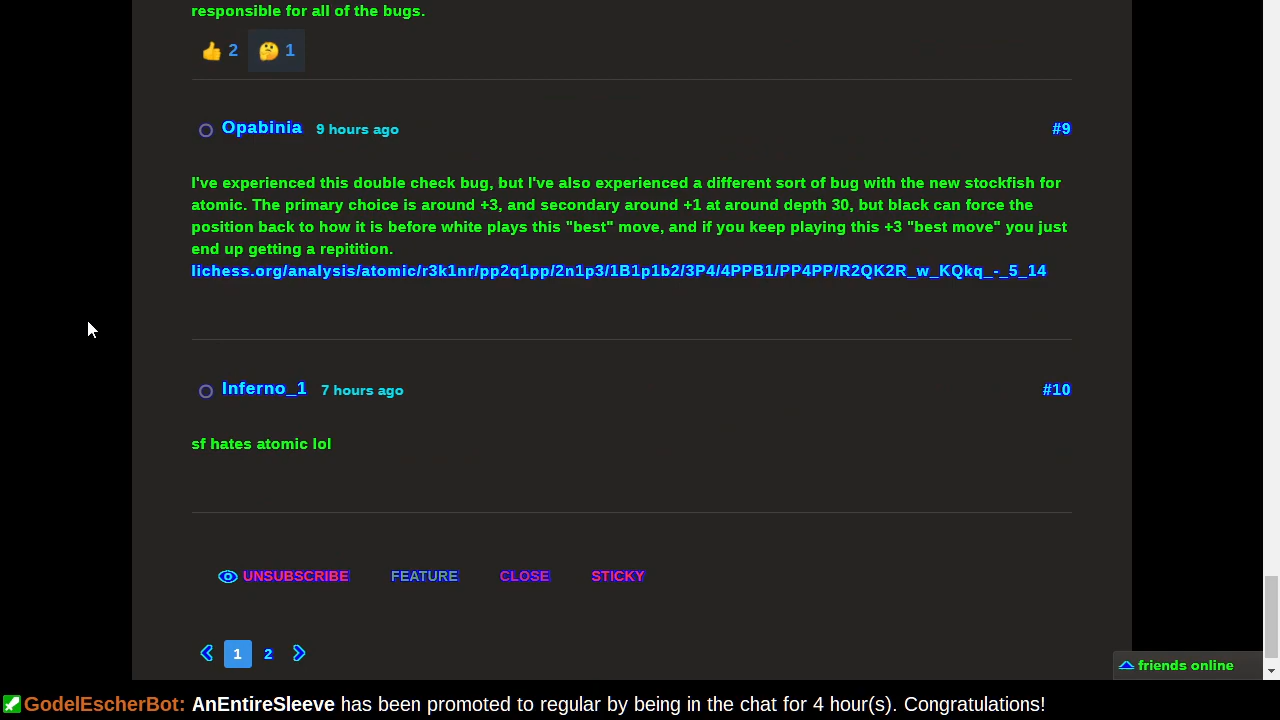 responsible for all of the bugs.
👍 2 🤔 1
Opabinia 9 hours ago #9
I've experienced this double check bug, but I've also experienced a different sort of bug with the new stockfish for
atomic. The primary choice is around +3, and secondary around +1 at around depth 30, but black can force the
position back to how it is before white plays this "best" move, and if you keep playing this +3 "best move" you just
end up getting a repitition.
lichess.org/analysis/atomic/r3k1nr/pp2q1pp/2n1p3/1B1p1b2/3P4/4PPB1/PP4PP/R2QK2R_w_KQkq_-_5_14
Inferno_1 7 hours ago #10
sf hates atomic lol
UNSUBSCRIBE FEATURE CLOSE STICKY
1 2
friends online
GodelEscherBot: AnEntireSleeve has been promoted to regular by being in the chat for 4 hour(s). Congratulations!